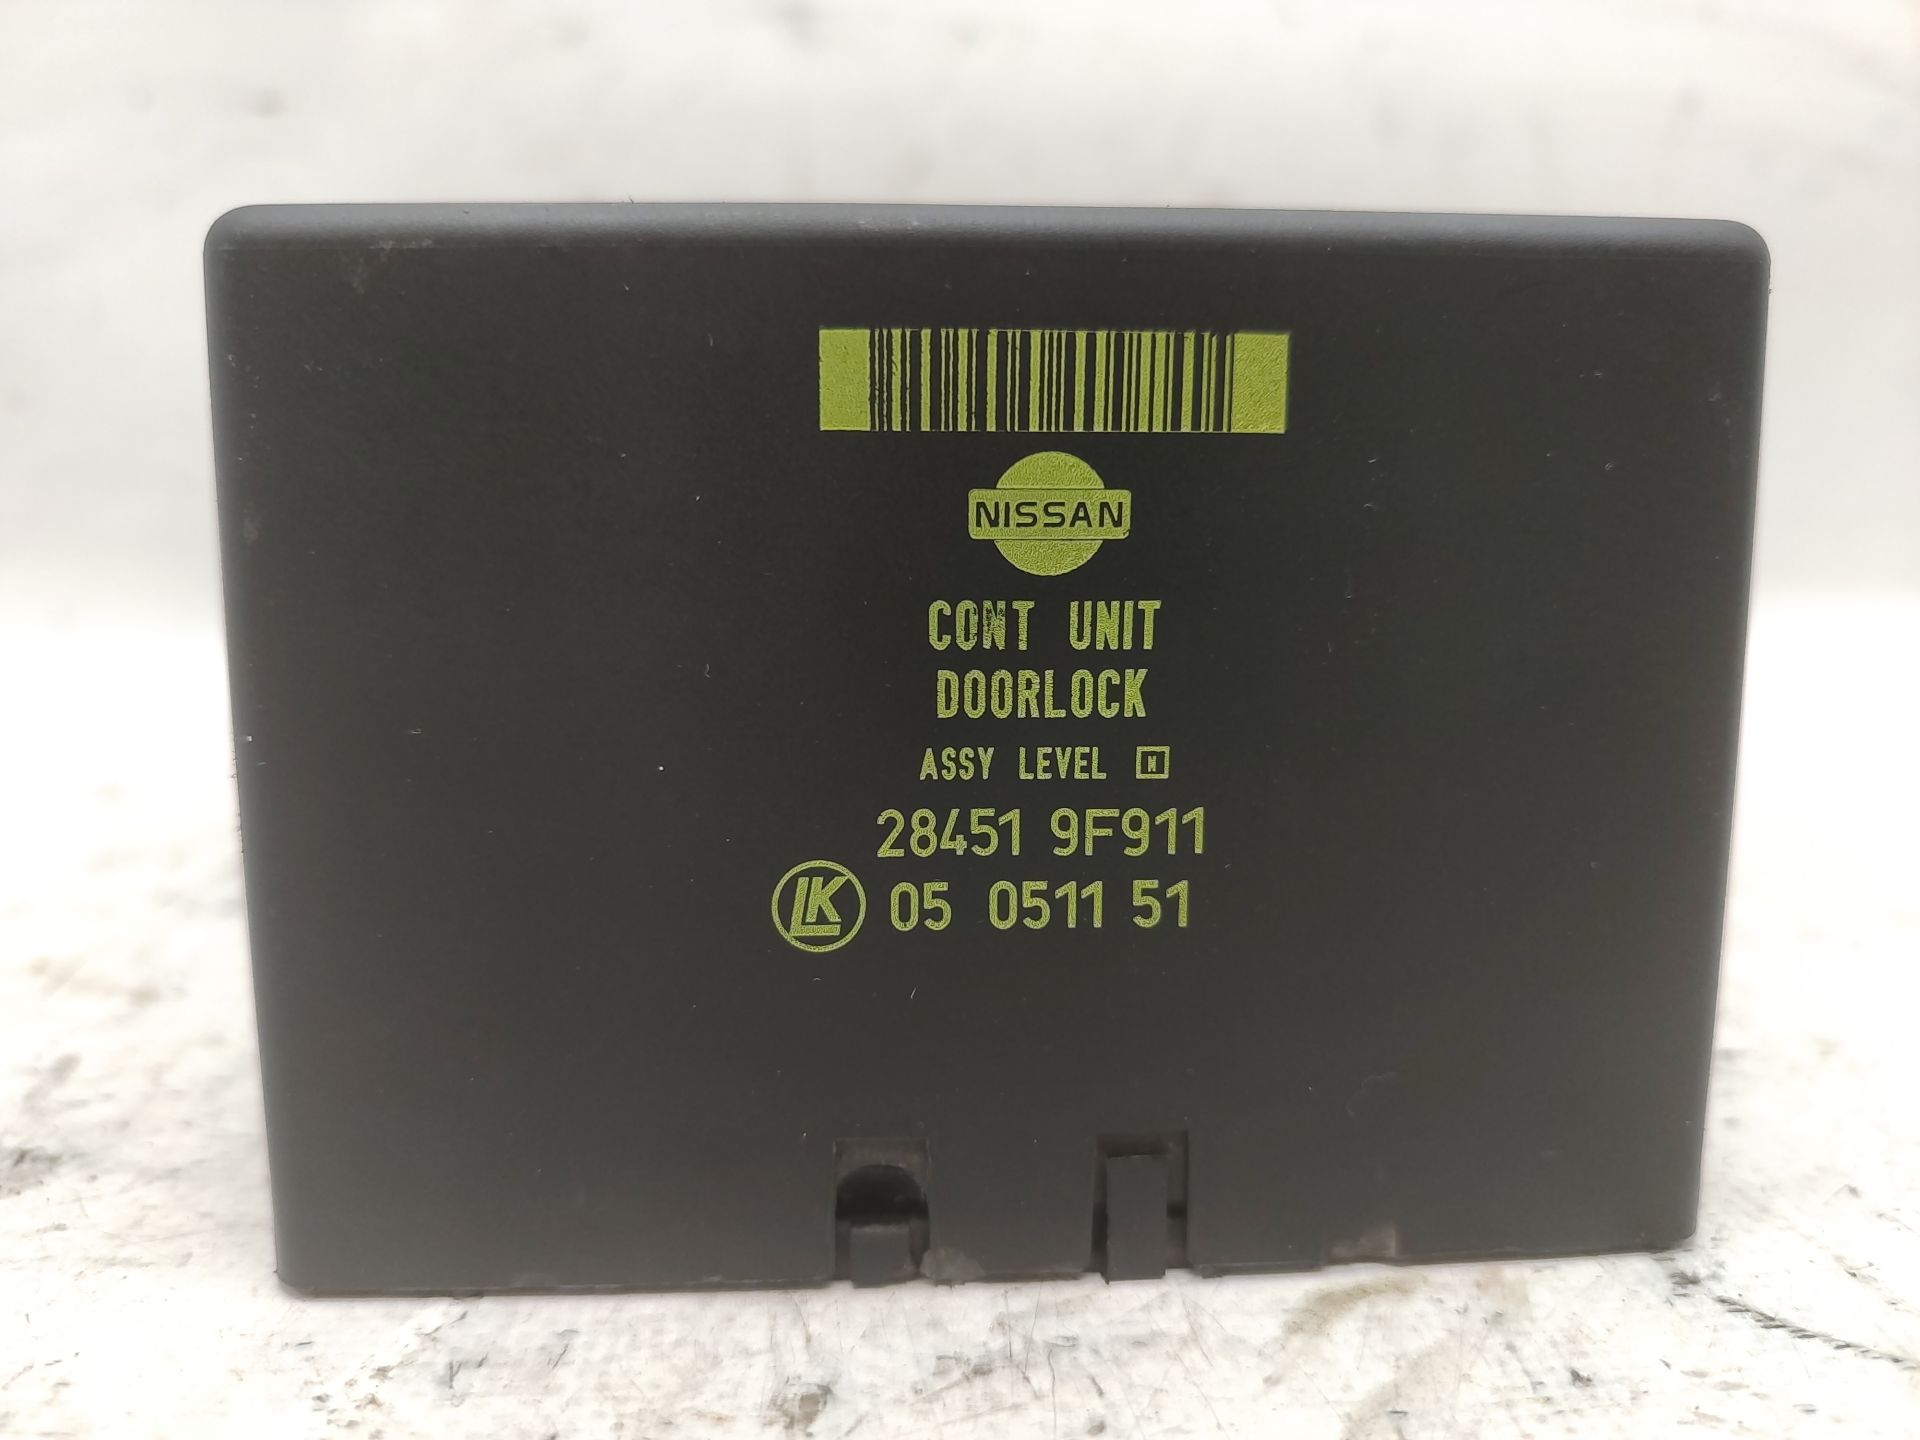 NISSAN
CONT UNIT
DOORLOCK
ASSY LEVEL H
28451 9F911
LK 05 0511 51